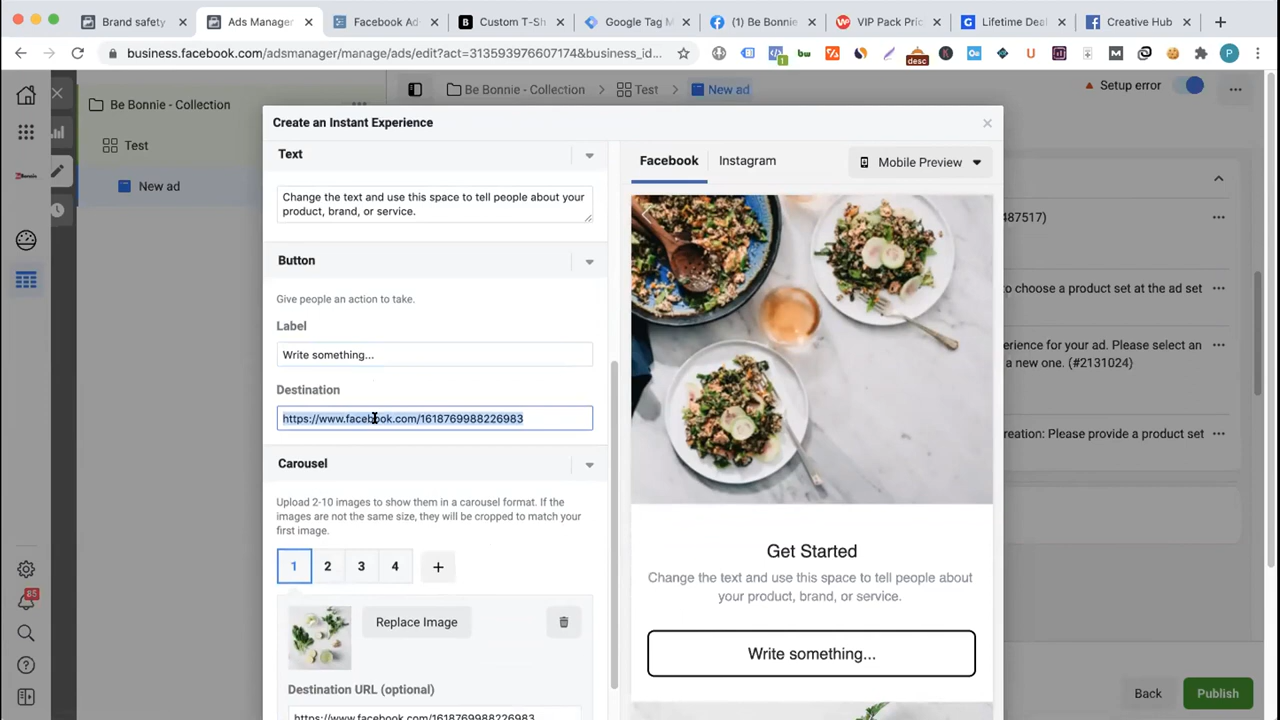 Brand safety
Ads Manager
Facebook Ad
Custom T-Sh
Google Tag M
(1) Be Bonnie
VIP Pack Pric
Lifetime Deal
Creative Hub
business.facebook.com/adsmanager/manage/ads/edit?act=313593976607174&business_id...
desc
P
Be Bonnie - Collection
Test
New ad
Be Bonnie - Collection
Test
New ad
Setup error
Create an Instant Experience
Text
Change the text and use this space to tell people about your
product, brand, or service.
Button
Give people an action to take.
Label
Write something...
Destination
https://www.facebook.com/1618769988226983
Carousel
Upload 2-10 images to show them in a carousel format. If the
images are not the same size, they will be cropped to match your
first image.
1
2
3
4
Replace Image
Destination URL (optional)
https://www.facebook.com/1618769988226983
Facebook
Instagram
Mobile Preview
Get Started
Change the text and use this space to tell people about
your product, brand, or service.
Write something...
487517)
to choose a product set at the ad set
erience for your ad. Please select an
a new one. (#2131024)
reation: Please provide a product set
85
Back
Publish